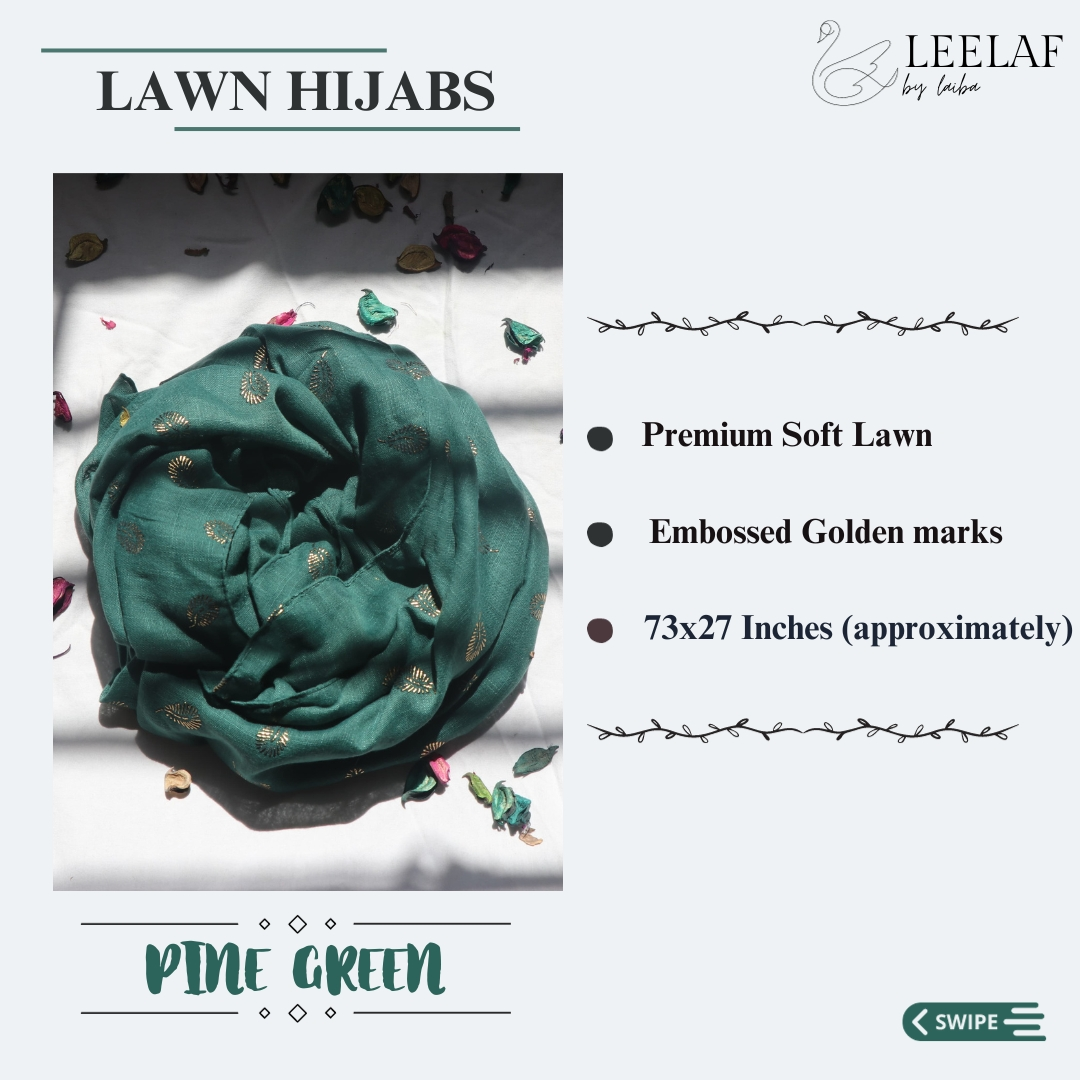 LAWN HIJABS
LEELAF
by laiba
Premium Soft Lawn
Embossed Golden marks
73x27 Inches (approximately)
PINE GREEN
SWIPE